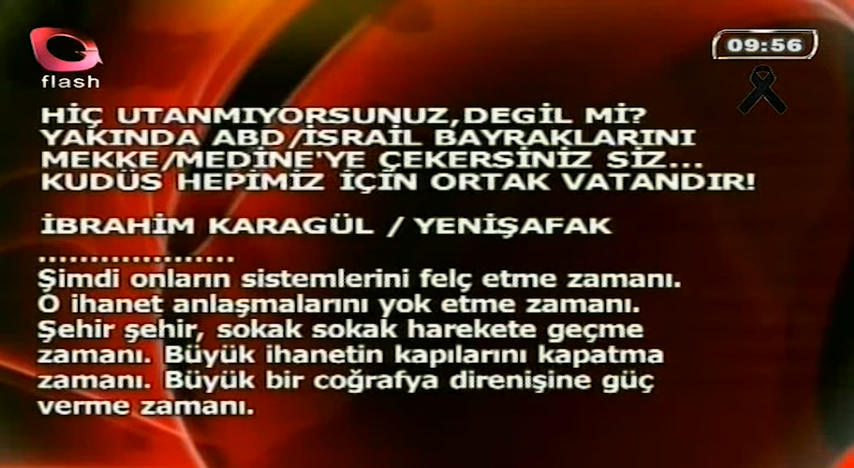 flash
09:56
HİÇ UTANMIYORSUNUZ,DEGİL Mİ?
YAKINDA ABD/İSRAİL BAYRAKLARINI
MEKKE/MEDİNE'YE ÇEKERSİNİZ SİZ...
KUDÜS HEPİMİZ İÇİN ORTAK VATANDIR!
İBRAHİM KARAGÜL / YENİŞAFAK
.......................
Şimdi onların sistemlerini felç etme zamanı.
O ihanet anlaşmalarını yok etme zamanı.
Şehir şehir, sokak sokak harekete geçme
zamanı. Büyük ihanetin kapılarını kapatma
zamanı. Büyük bir coğrafya direnişine güç
verme zamanı.